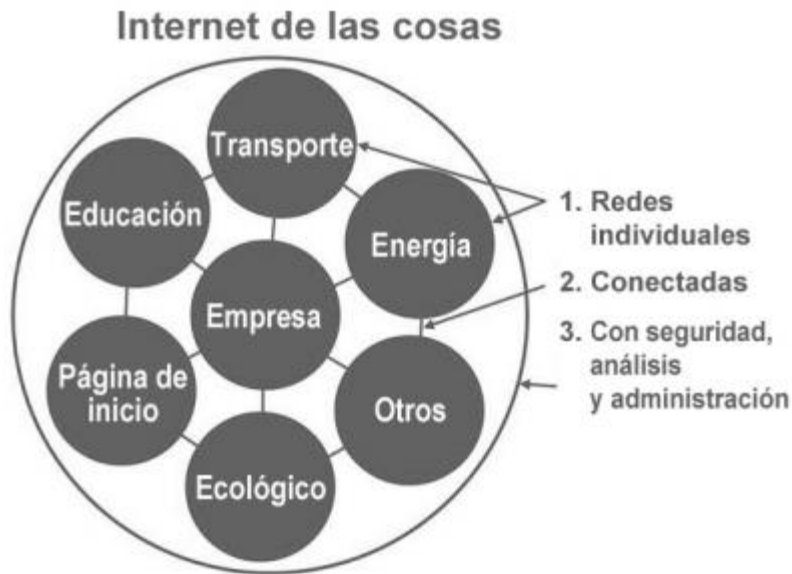 Internet de las cosas
Transporte
Educación
Energía
Empresa
Página de
inicio
Otros
Ecológico
1. Redes
individuales
2. Conectadas
3. Con seguridad,
análisis
y administración